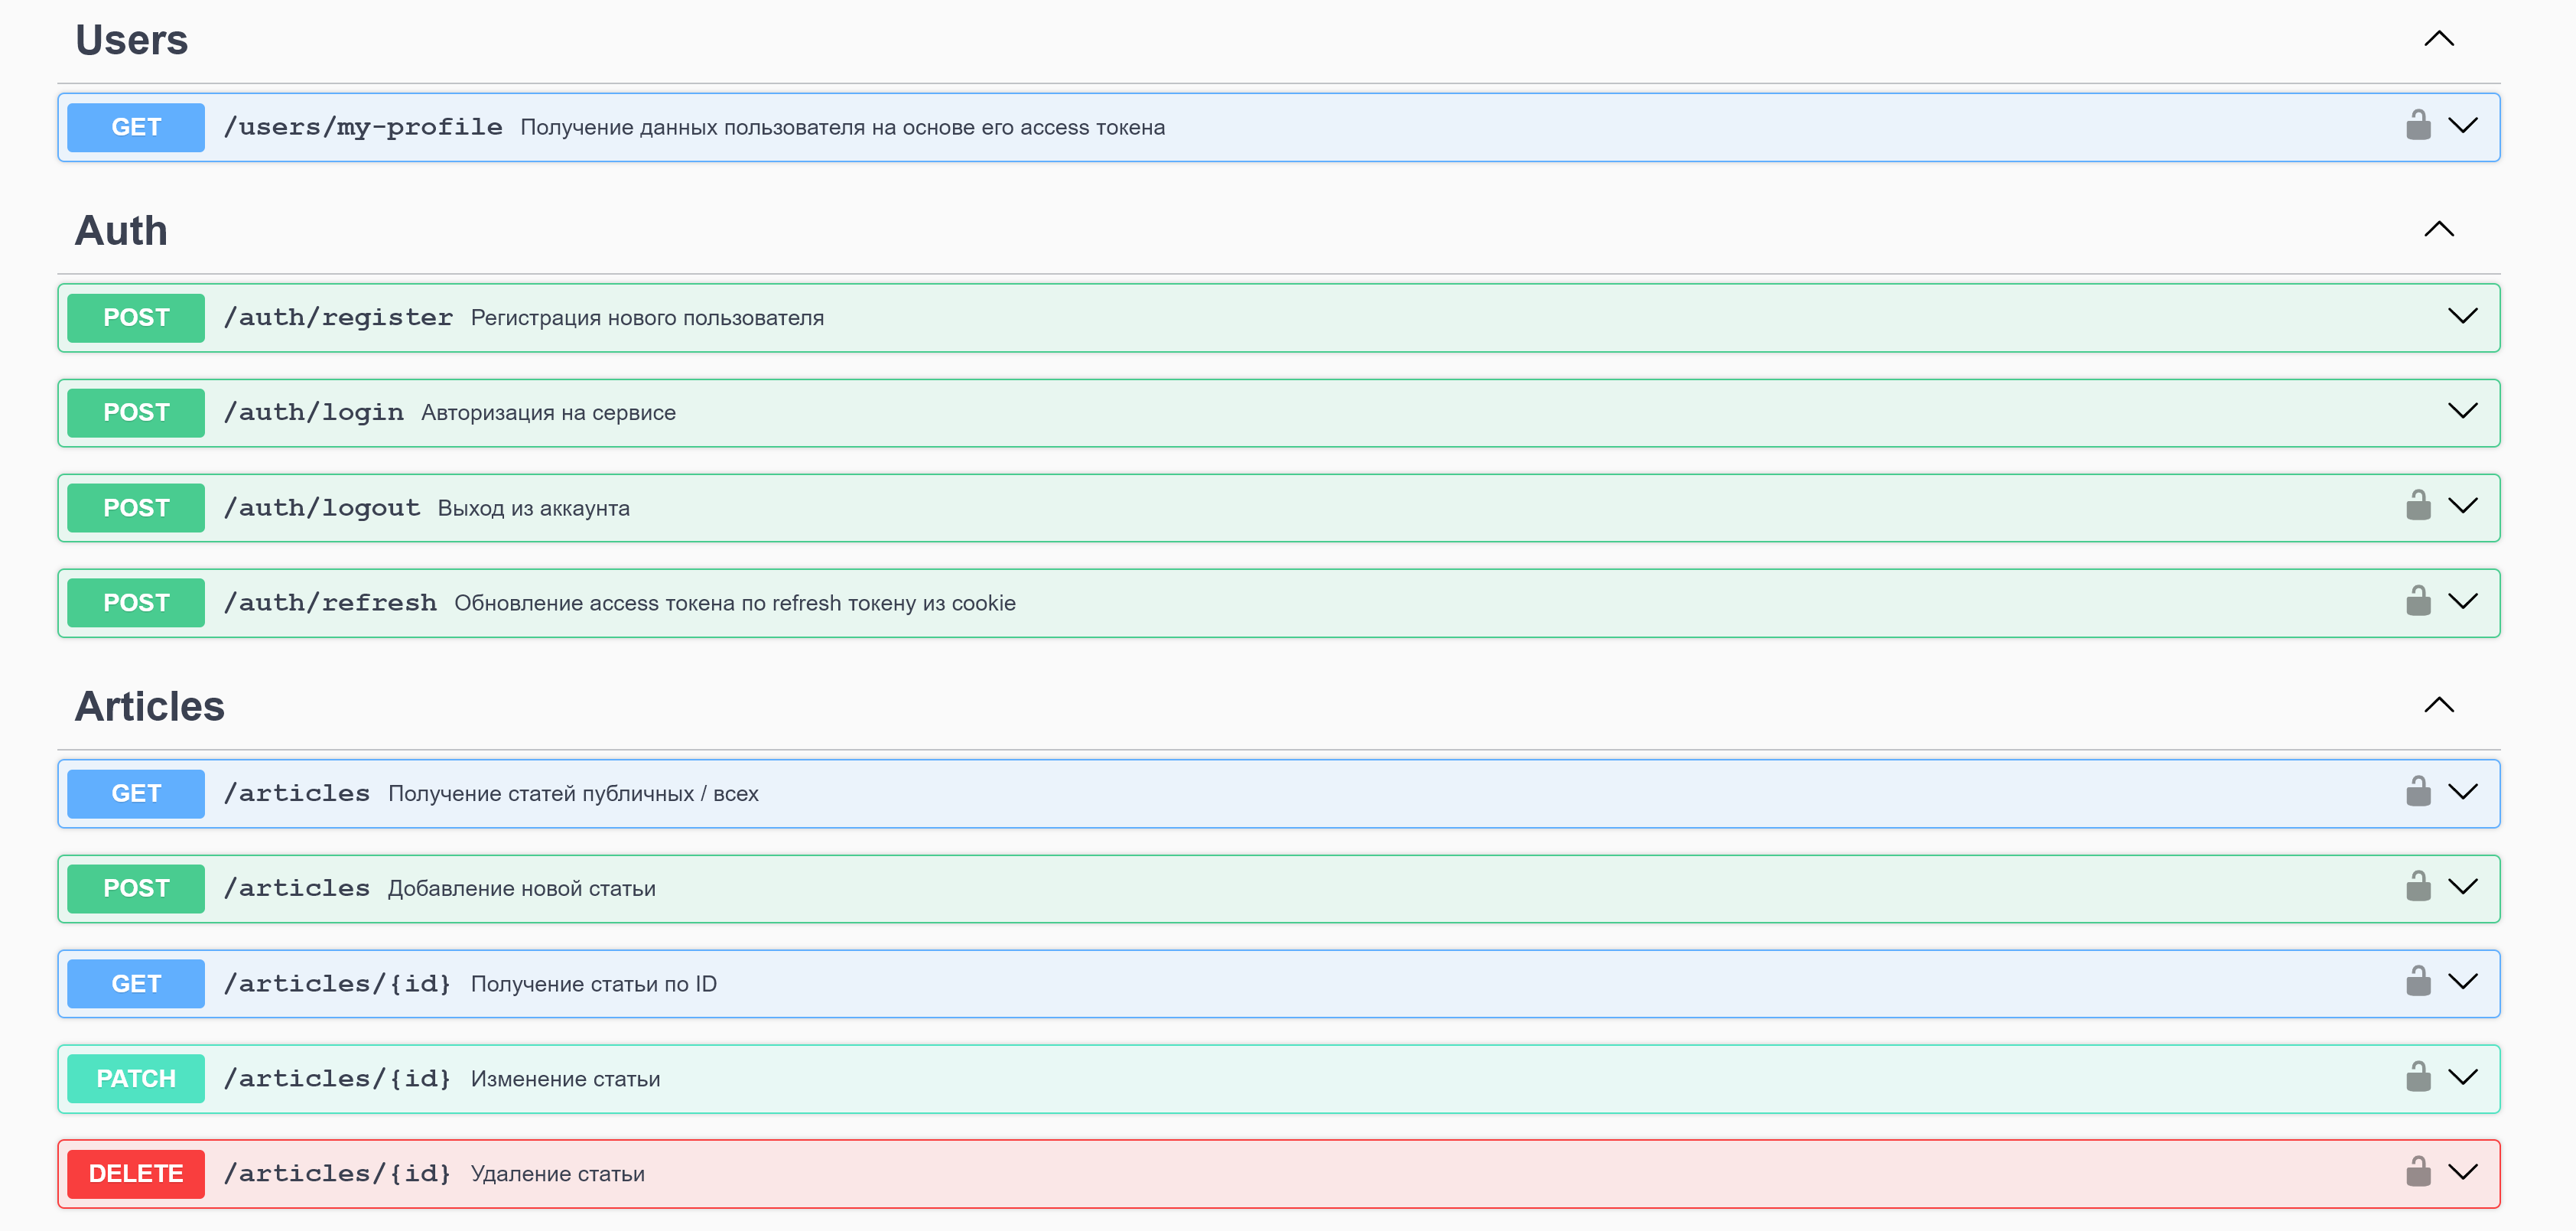 Users
GET /users/my-profile Получение данных пользователя на основе его access токена
Auth
POST /auth/register Регистрация нового пользователя
POST /auth/login Авторизация на сервисе
POST /auth/logout Выход из аккаунта
POST /auth/refresh Обновление access токена по refresh токену из cookie
Articles
GET /articles Получение статей публичных / всех
POST /articles Добавление новой статьи
GET /articles/{id} Получение статьи по ID
PATCH /articles/{id} Изменение статьи
DELETE /articles/{id} Удаление статьи